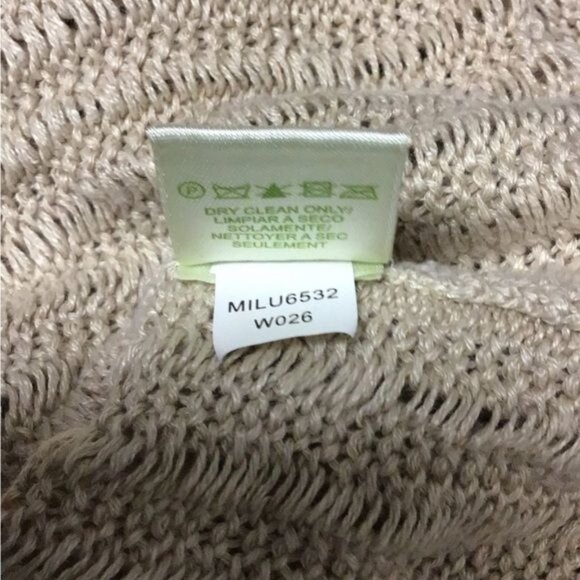 P
DRY CLEAN ONLY/
LIMPIAR A SECO
SOLAMENTE/
NETTOYER A SEC
SEULEMENT
MILU6532
W026